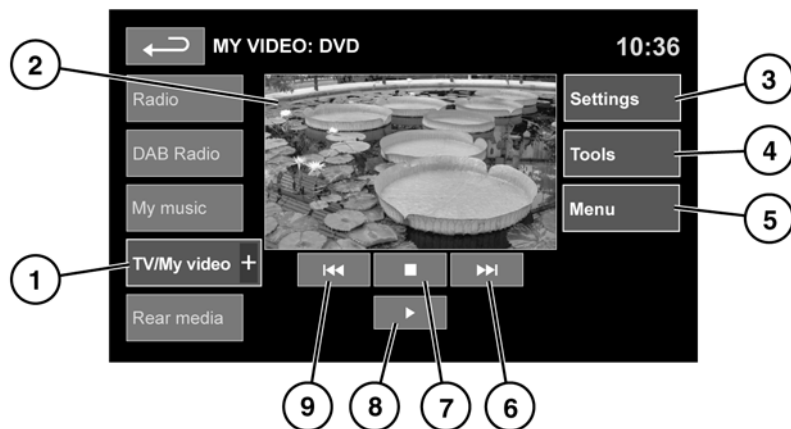 MY VIDEO: DVD
10:36
2
Radio
Settings
3
DAB Radio
Tools
4
My music
Menu
5
1
TV/My video +
Rear media
9
8
7
6